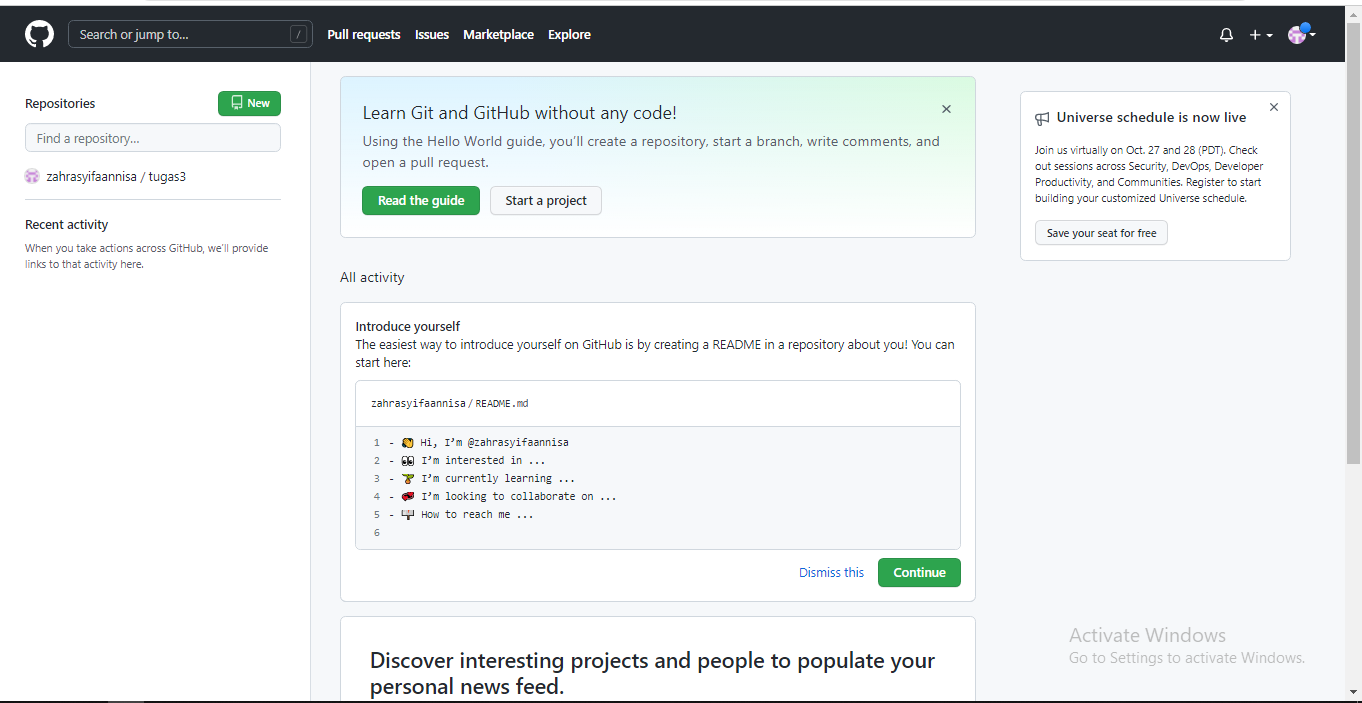 Search or jump to... /
Pull requests Issues Marketplace Explore
Repositories
New
Find a repository...
zahrasyifaannisa / tugas3
Recent activity
When you take actions across GitHub, we'll provide
links to that activity here.
Learn Git and GitHub without any code!
Using the Hello World guide, you'll create a repository, start a branch, write comments, and
open a pull request.
Read the guide Start a project
All activity
Introduce yourself
The easiest way to introduce yourself on GitHub is by creating a README in a repository about you! You can
start here:
zahrasyifaannisa / README.md
1 - 👋 Hi, I'm @zahrasyifaannisa
2 - 👀 I'm interested in ...
3 - 🌱 I'm currently learning ...
4 - 💞️ I'm looking to collaborate on ...
5 - 📫 How to reach me ...
6
Dismiss this Continue
Discover interesting projects and people to populate your
personal news feed.
Universe schedule is now live
Join us virtually on Oct. 27 and 28 (PDT). Check
out sessions across Security, DevOps, Developer
Productivity, and Communities. Register to start
building your customized Universe schedule.
Save your seat for free
Activate Windows
Go to Settings to activate Windows.